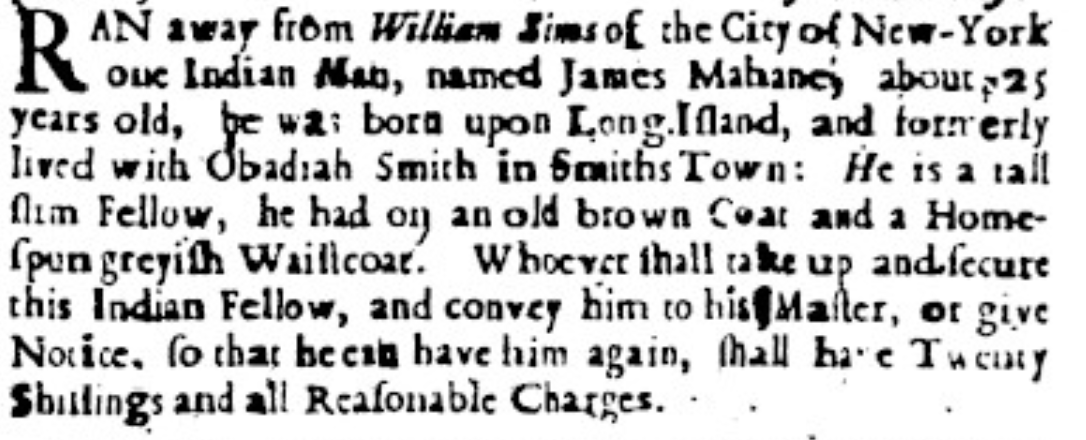 RAN away from William Sims of the City of New-York
one Indian Man, named James Mahane, about 25
years old, he was born upon Long-Iſland, and formerly
lived with Obadiah Smith in Smiths Town: He is a tall
ſlim Fellow, he had on an old brown Coat and a Home-
ſpun greyiſh Waiſtcoat. Whoever ſhall take up and ſecure
this Indian Fellow, and convey him to his Maſter, or give
Notice, ſo that he can have him again, ſhall have Twenty
Shillings and all Reaſonable Charges.